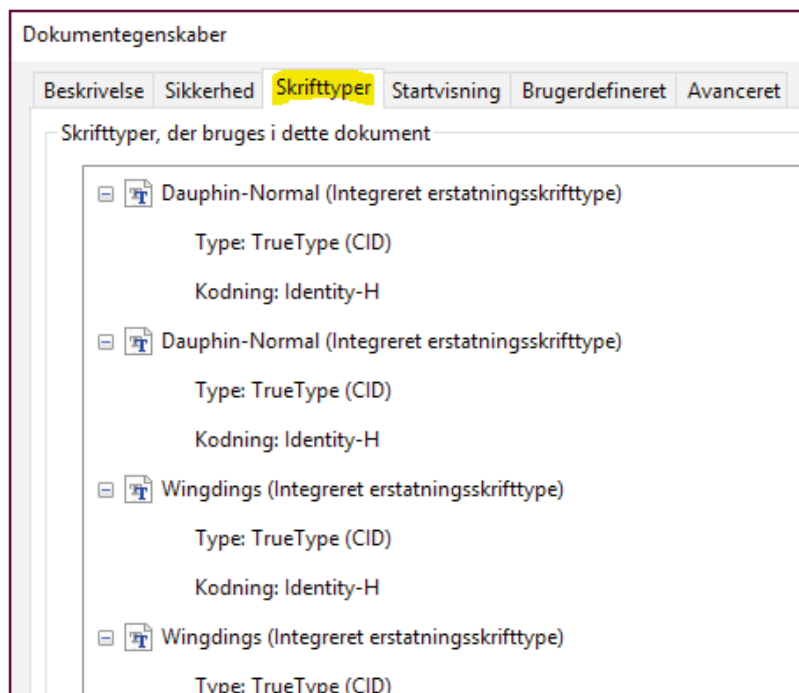 Dokumentegenskaber
Beskrivelse Sikkerhed Skrifttyper Startvisning Brugerdefineret Avanceret
Skrifttyper, der bruges i dette dokument
Dauphin-Normal (Integreret erstatningsskrifttype)
Type: TrueType (CID)
Kodning: Identity-H
Dauphin-Normal (Integreret erstatningsskrifttype)
Type: TrueType (CID)
Kodning: Identity-H
Wingdings (Integreret erstatningsskrifttype)
Type: TrueType (CID)
Kodning: Identity-H
Wingdings (Integreret erstatningsskrifttype)
Type: TrueType (CID)